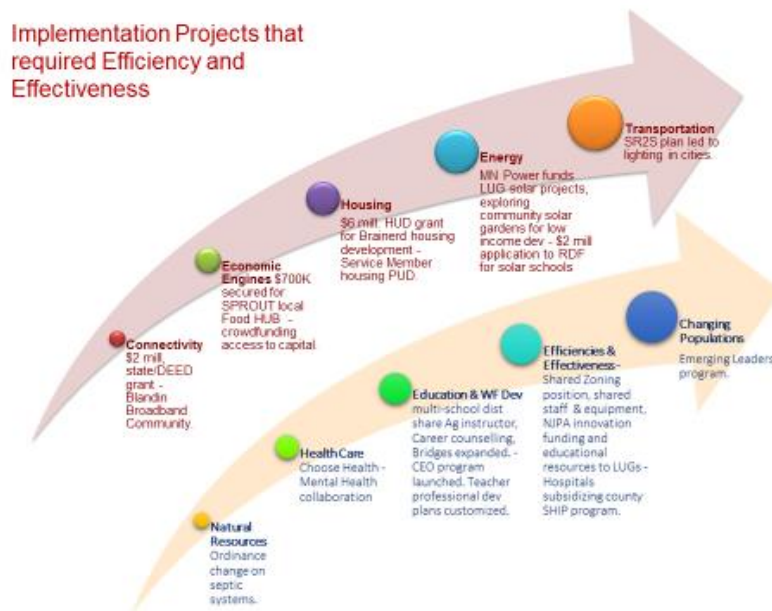 Implementation Projects that
required Efficiency and
Effectiveness
Transportation
SR2S plan led to
lighting in cities.
Energy
MN Power funds
LUG solar projects,
exploring
community solar
gardens for low
income dev - $2 mill
application to RDF
for solar schools
Housing
$6 mill. HUD grant
for Brainerd housing
development -
Service Member
housing PUD.
Economic
Engines $700K
secured for
SPROUT local
Food HUB -
crowdfunding
access to capital
Connectivity
$2 mill
state/DEED
grant -
Blandin
Broadband
Community.
Changing
Populations
Emerging Leaders
program.
Efficiencies &
Effectiveness-
Shared Zoning
position, shared
staff & equipment,
NJPA innovation
funding and
educational
resources to LUGs -
Hospitals
subsidizing county
SHIP program.
Education & WF Dev
multi-school dist
share Ag instructor,
Career counselling,
Bridges expanded. -
CEO program
launched. Teacher
professional dev
plans customized.
HealthCare
Choose Health -
Mental Health
collaboration
Natural
Resources
Ordinance
change on
septic
systems.